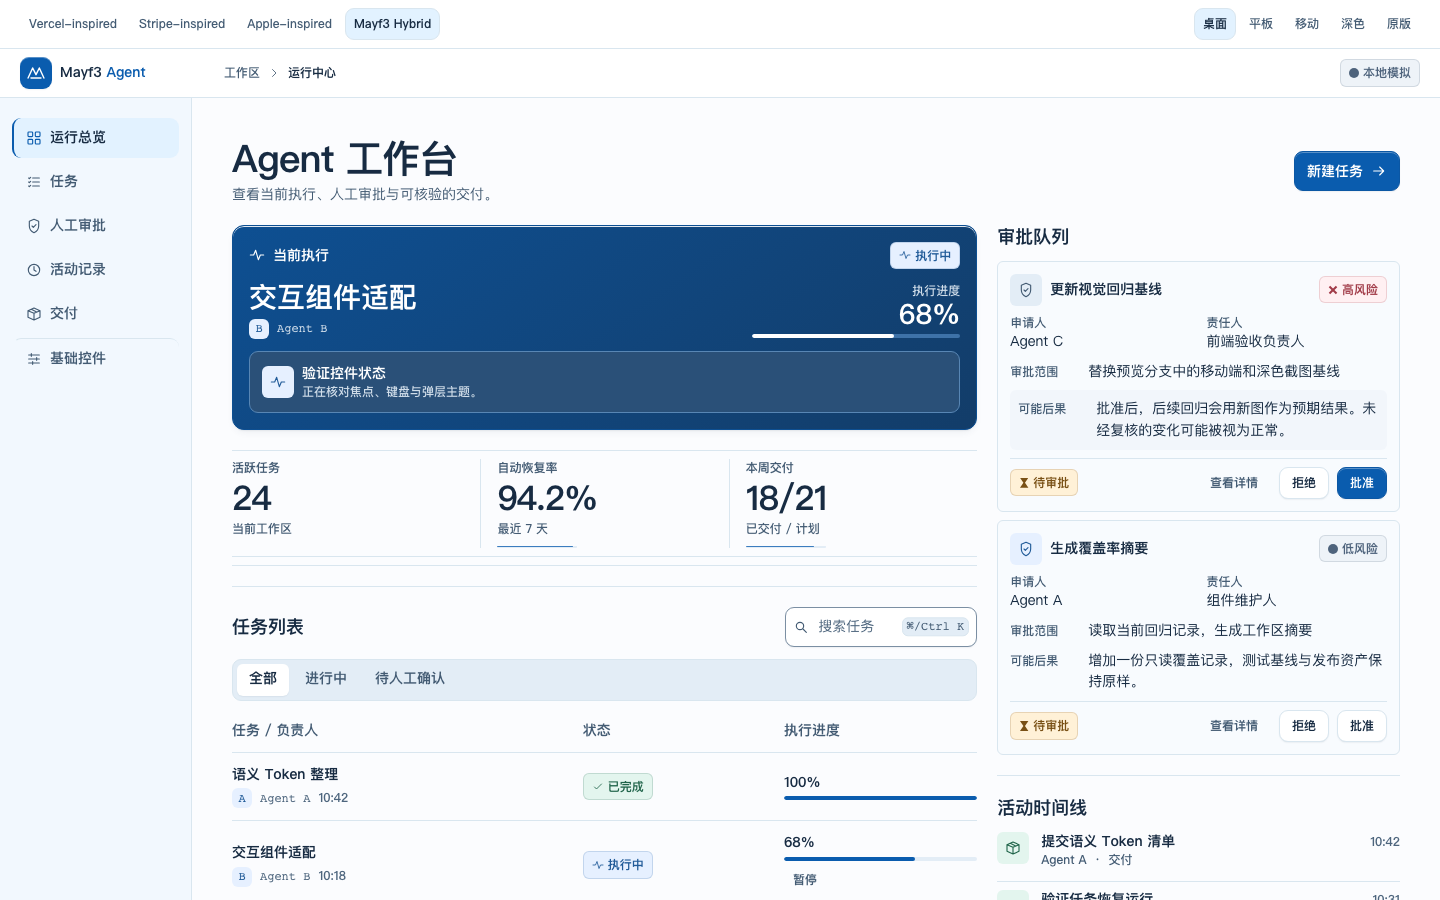 Vercel-inspired
Stripe-inspired
Apple-inspired
Mayf3 Hybrid
桌面
平板
移动
深色
原版
Mayf3 Agent
工作区 > 运行中心
本地模拟
运行总览
任务
人工审批
活动记录
交付
基础控件
Agent 工作台
查看当前执行、人工审批与可核验的交付。
新建任务 →
当前执行
执行中
交互组件适配
B Agent B
执行进度
68%
验证控件状态
正在核对焦点、键盘与弹层主题。
活跃任务
24
当前工作区
自动恢复率
94.2%
最近 7 天
本周交付
18/21
已交付 / 计划
任务列表
搜索任务 ⌘/Ctrl K
全部
进行中
待人工确认
任务 / 负责人
状态
执行进度
语义 Token 整理
A Agent A 10:42
已完成
100%
交互组件适配
B Agent B 10:18
执行中
68%
暂停
审批队列
更新视觉回归基线
高风险
申请人
Agent C
责任人
前端验收负责人
审批范围
替换预览分支中的移动端和深色截图基线
可能后果
批准后，后续回归会用新图作为预期结果。未
经复核的变化可能被视为正常。
待审批
查看详情
拒绝
批准
生成覆盖率摘要
低风险
申请人
Agent A
责任人
组件维护人
审批范围
读取当前回归记录，生成工作区摘要
可能后果
增加一份只读覆盖记录，测试基线与发布资产保
持原样。
待审批
查看详情
拒绝
批准
活动时间线
提交语义 Token 清单
10:42
Agent A · 交付
验证任务恢复运行
10:31